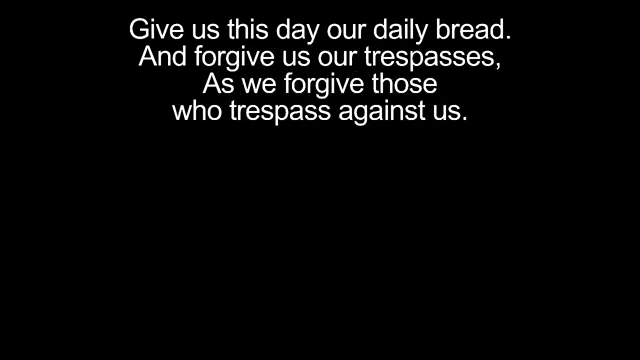 Give us this day our daily bread.
And forgive us our trespasses,
As we forgive those
who trespass against us.